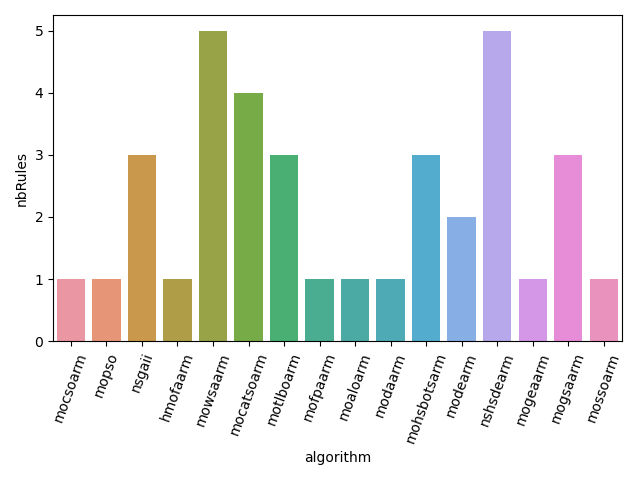 nbRules
5
4
3
2
1
0
mocsoarm
mopso
nsgaii
hmofaarm
mowsaarm
mocatsoarm
motlboarm
mofpaarm
moaloarm
modaarm
mohsbotsarm
modearm
nshsdearm
mogeaarm
mogsaarm
mossoarm
algorithm